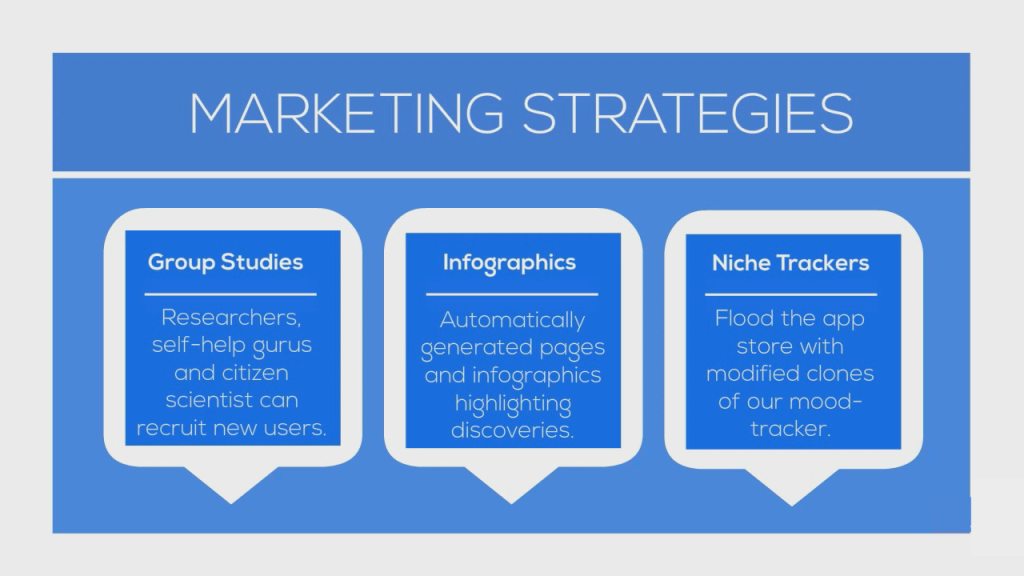 MARKETING STRATEGIES
Group Studies
Researchers,
self-help gurus
and citizen
scientist can
recruit new users.
Infographics
Automatically
generated pages
and infographics
highlighting
discoveries.
Niche Trackers
Flood the app
store with
modified clones
of our mood-
tracker.